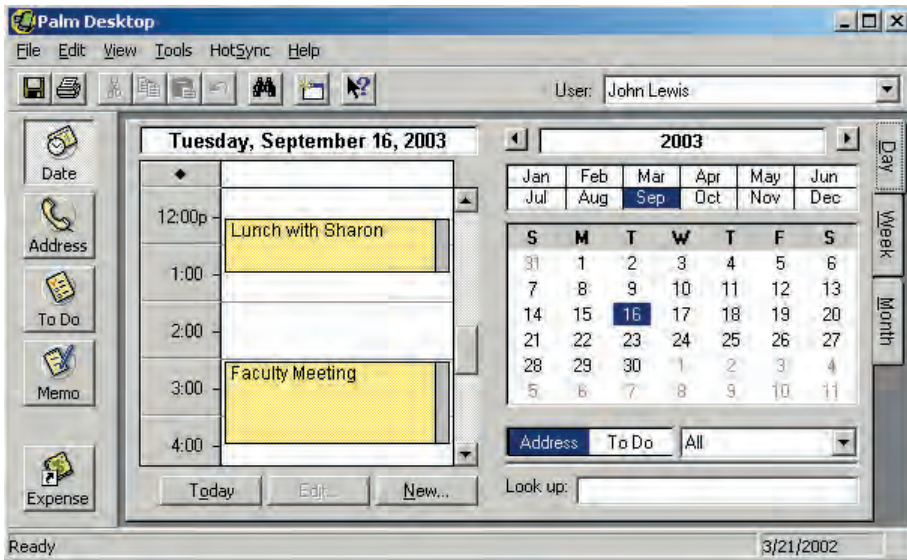 Palm Desktop
File Edit View Tools HotSync Help
User: John Lewis
Date
Address
To Do
Memo
Expense
Tuesday, September 16, 2003
12:00p
Lunch with Sharon
1:00
2:00
Faculty Meeting
3:00
4:00
Today Edit... New...
2003
Jan Feb Mar Apr May Jun
Jul Aug Sep Oct Nov Dec
S M T W T F S
31 1 2 3 4 5 6
7 8 9 10 11 12 13
14 15 16 17 18 19 20
21 22 23 24 25 26 27
28 29 30 1 2 3 4
5 6 7 8 9 10 11
Address To Do All
Look up:
Day
Week
Month
Ready 3/21/2002